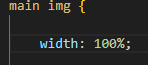 main img {
width: 100%;